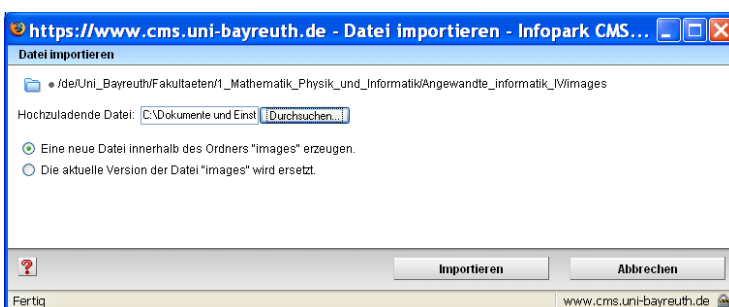 https://www.cms.uni-bayreuth.de - Datei importieren - Infopark CMS...
Datei importieren
/de/Uni_Bayreuth/Fakultaeten/1_Mathematik_Physik_und_Informatik/Angewandte_informatik_IV/images
Hochzuladende Datei: C:\Dokumente und Einst Durchsuchen...
Eine neue Datei innerhalb des Ordners "images" erzeugen.
Die aktuelle Version der Datei "images" wird ersetzt.
? Importieren Abbrechen
Fertig www.cms.uni-bayreuth.de